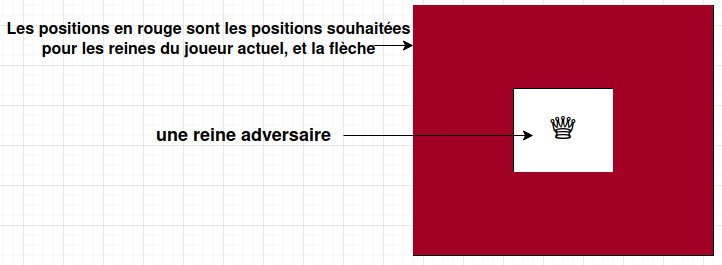 Les positions en rouge sont les positions souhaitées
pour les reines du joueur actuel, et la flèche
une reine adversaire